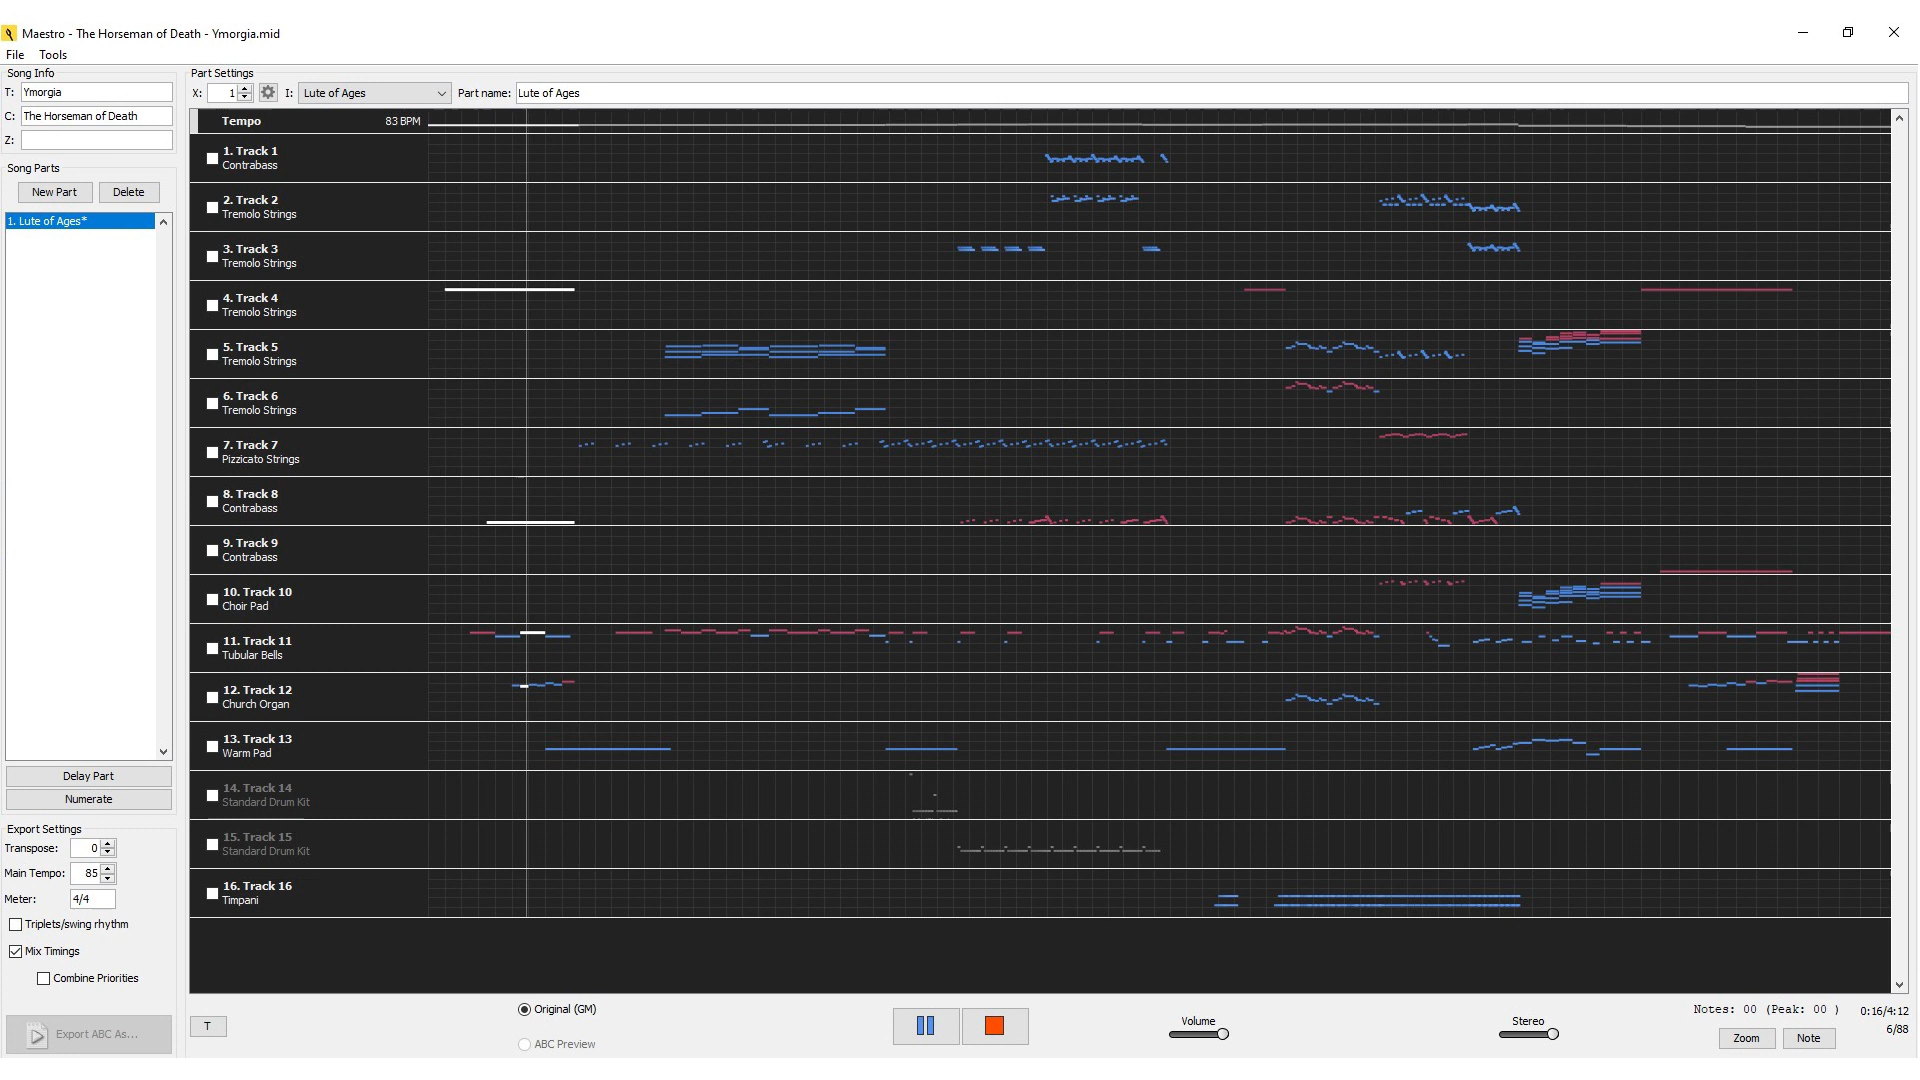 Maestro - The Horseman of Death - Ymorgia.mid
File Tools
Song Info
T: Ymorgia
C: The Horseman of Death
Z:
Song Parts
New Part Delete
1. Lute of Ages*
Delay Part
Numerate
Export Settings
Transpose: 0
Main Tempo: 85
Meter: 4/4
Triplets/swing rhythm
Mix Timings
Combine Priorities
Export ABC As...
Part Settings
X: 1 I: Lute of Ages Part name: Lute of Ages
Tempo 83 BPM
1. Track 1
Contrabass
2. Track 2
Tremolo Strings
3. Track 3
Tremolo Strings
4. Track 4
Tremolo Strings
5. Track 5
Tremolo Strings
6. Track 6
Tremolo Strings
7. Track 7
Pizzicato Strings
8. Track 8
Contrabass
9. Track 9
Contrabass
10. Track 10
Choir Pad
11. Track 11
Tubular Bells
12. Track 12
Church Organ
13. Track 13
Warm Pad
14. Track 14
Standard Drum Kit
15. Track 15
Standard Drum Kit
16. Track 16
Timpani
T
Original (GM)
ABC Preview
Volume
Stereo
Notes: 00 (Peak: 00 )
0:16/4:12
6/88
Zoom Note